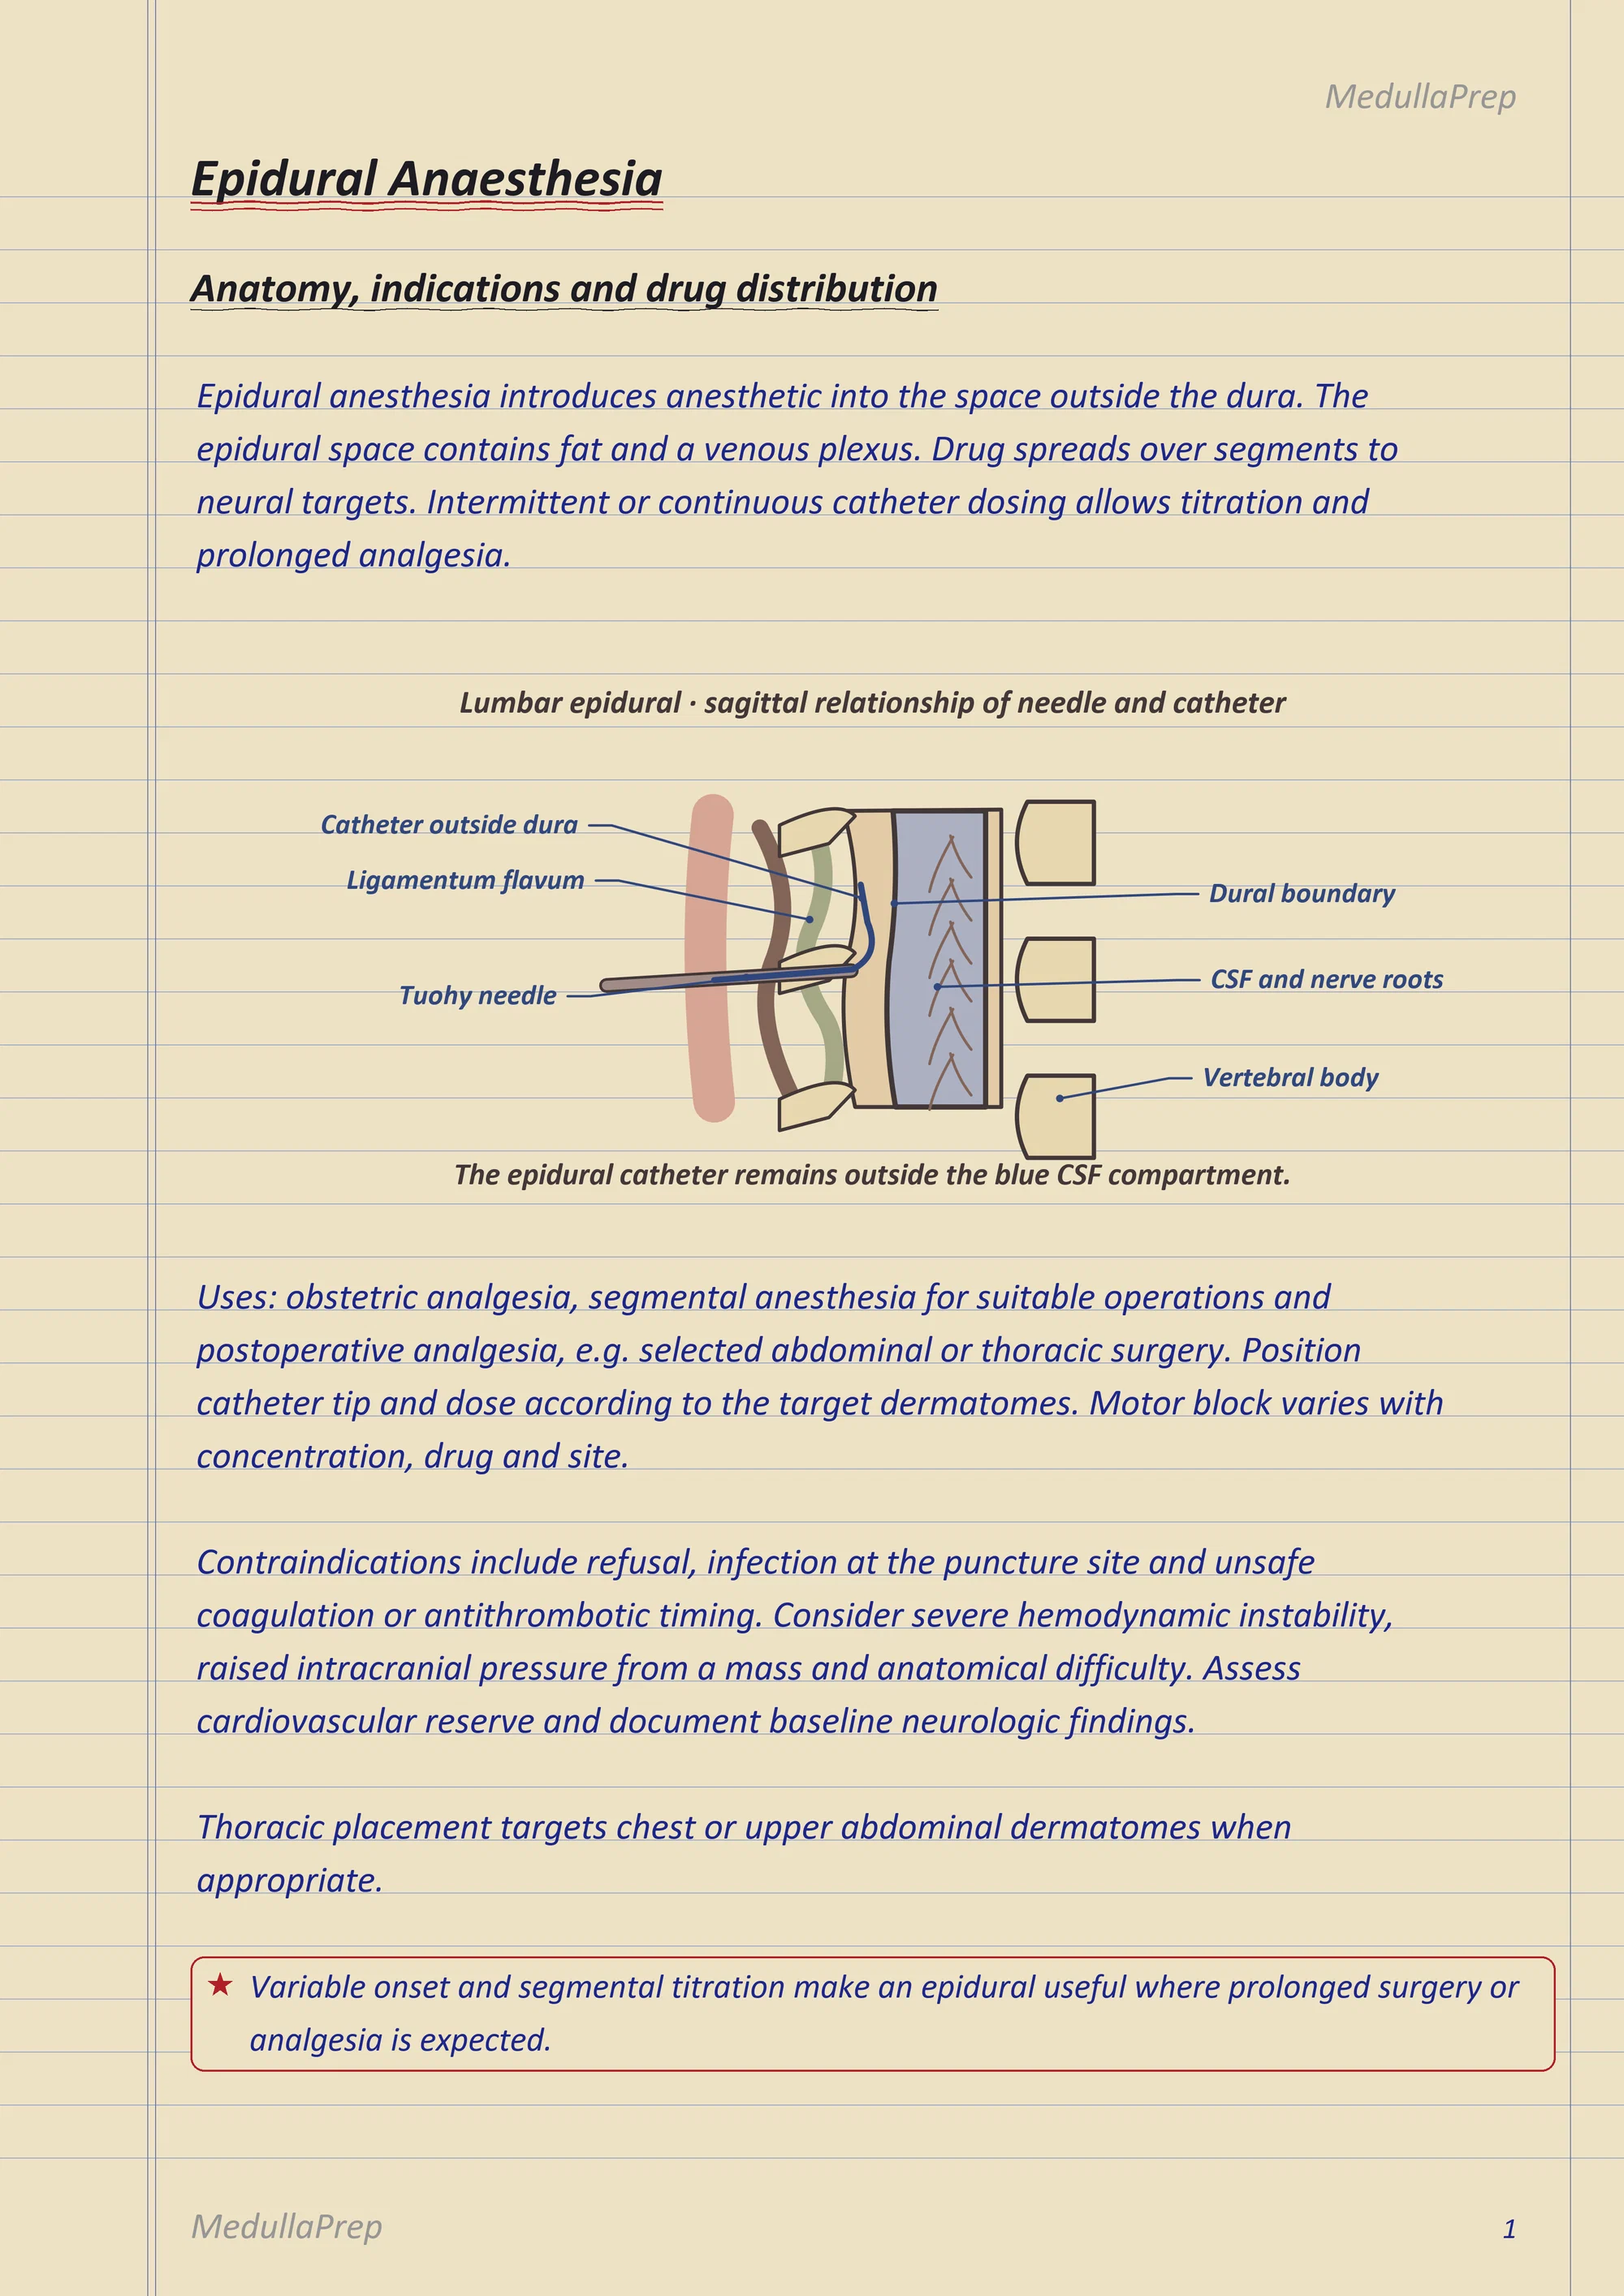 MedullaPrep
Epidural Anaesthesia
Anatomy, indications and drug distribution
Epidural anesthesia introduces anesthetic into the space outside the dura. The
epidural space contains fat and a venous plexus. Drug spreads over segments to
neural targets. Intermittent or continuous catheter dosing allows titration and
prolonged analgesia.
Lumbar epidural · sagittal relationship of needle and catheter
Catheter outside dura
Ligamentum flavum
Dural boundary
Tuohy needle
CSF and nerve roots
Vertebral body
The epidural catheter remains outside the blue CSF compartment.
Uses: obstetric analgesia, segmental anesthesia for suitable operations and
postoperative analgesia, e.g. selected abdominal or thoracic surgery. Position
catheter tip and dose according to the target dermatomes. Motor block varies with
concentration, drug and site.
Contraindications include refusal, infection at the puncture site and unsafe
coagulation or antithrombotic timing. Consider severe hemodynamic instability,
raised intracranial pressure from a mass and anatomical difficulty. Assess
cardiovascular reserve and document baseline neurologic findings.
Thoracic placement targets chest or upper abdominal dermatomes when
appropriate.
★ Variable onset and segmental titration make an epidural useful where prolonged surgery or
analgesia is expected.
MedullaPrep
1